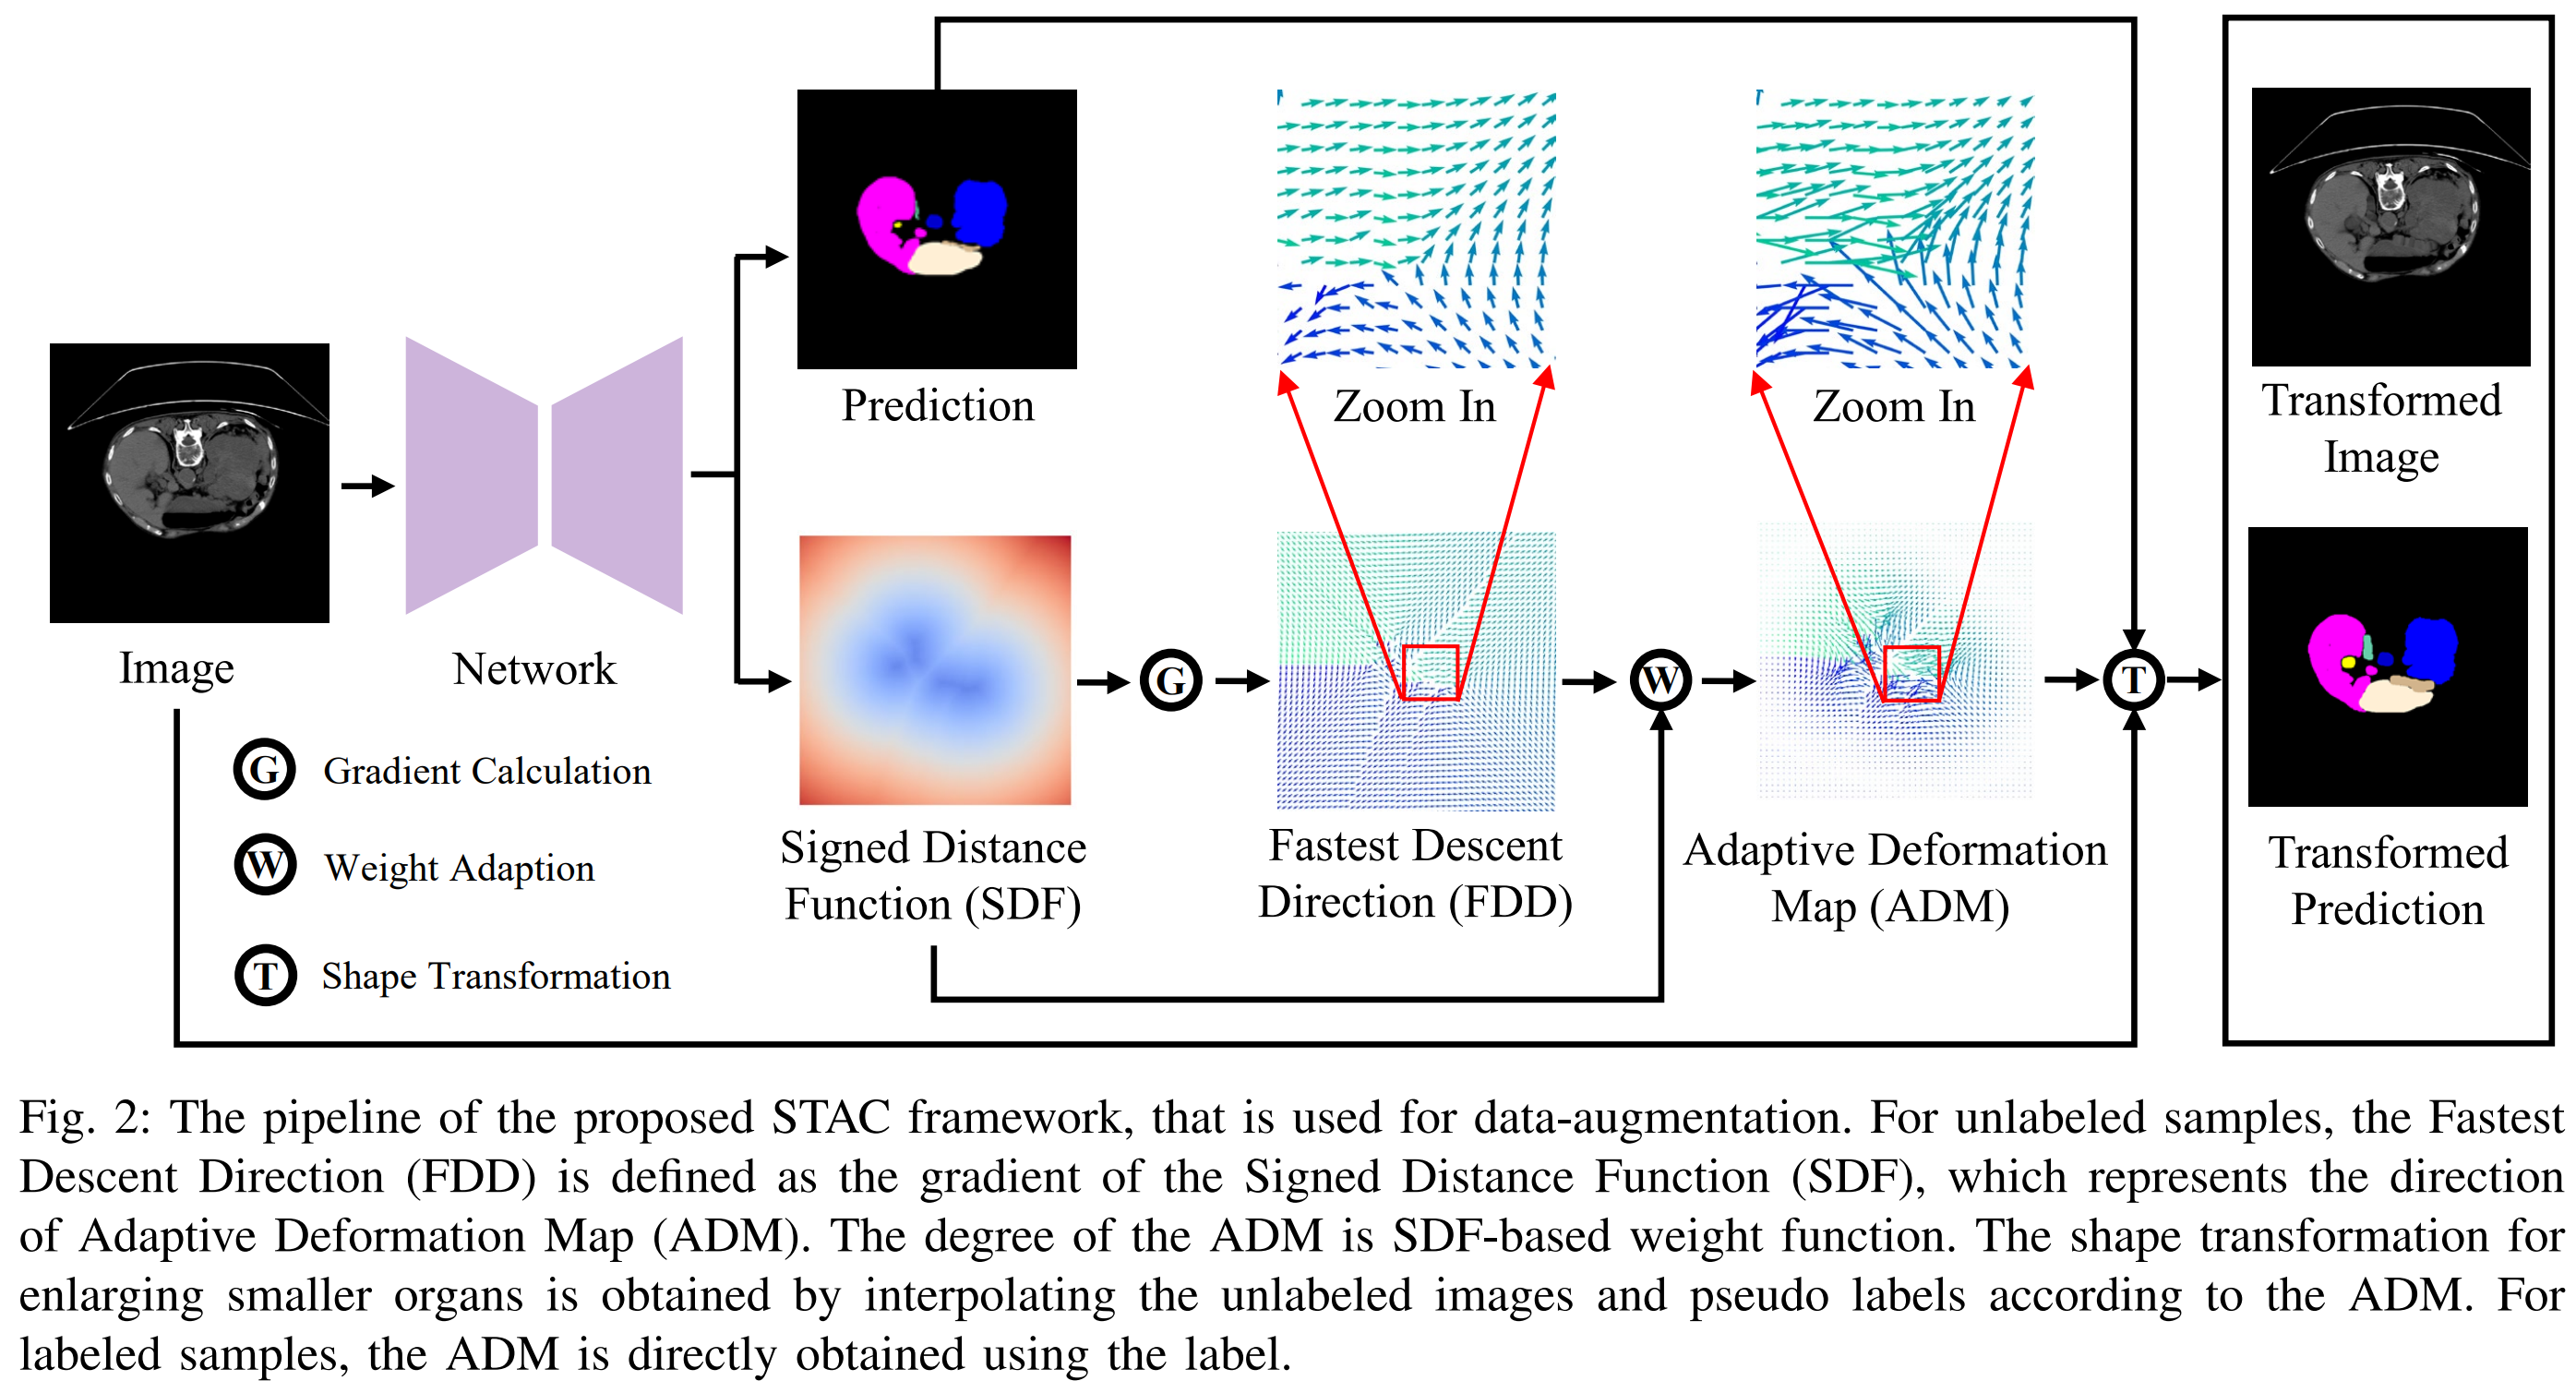 Prediction
Zoom In
Zoom In
Transformed
Image
Image
Network
G
W
T
G
Gradient Calculation
W
Weight Adaption
T
Shape Transformation
Signed Distance
Function (SDF)
Fastest Descent
Direction (FDD)
Adaptive Deformation
Map (ADM)
Transformed
Prediction
Fig. 2: The pipeline of the proposed STAC framework, that is used for data-augmentation. For unlabeled samples, the Fastest
Descent Direction (FDD) is defined as the gradient of the Signed Distance Function (SDF), which represents the direction
of Adaptive Deformation Map (ADM). The degree of the ADM is SDF-based weight function. The shape transformation for
enlarging smaller organs is obtained by interpolating the unlabeled images and pseudo labels according to the ADM. For
labeled samples, the ADM is directly obtained using the label.